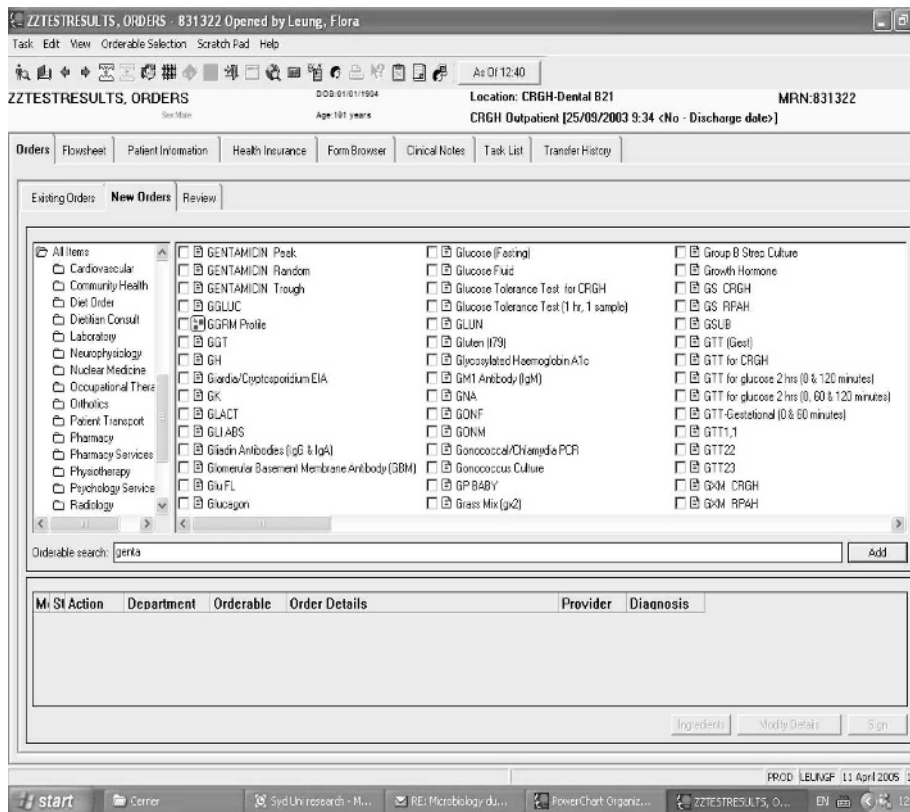 ZZTESTRESULTS, ORDERS - 831322 Opened by Leung, Flora
Task Edit View Orderable Selection Scratch Pad Help
As Of 12:40
ZZTESTRESULTS, ORDERS DOB:01/01/1904 Location: CRGH-Dental B21 MRN:831322
Sex:Male Age:101 years CRGH Outpatient [25/09/2003 9:34 <No - Discharge date>]
Orders Flowsheet Patient Information Health Insurance Form Browser Clinical Notes Task List Transfer History
Existing Orders New Orders Review
All Items
Cardiovascular
Community Health
Diet Order
Dietitian Consult
Laboratory
Neurophysiology
Nuclear Medicine
Occupational Thera
Orthotics
Patient Transport
Pharmacy
Pharmacy Services
Physiotherapy
Psychology Service
Radiology
GENTAMICIN Peak
GENTAMICIN Random
GENTAMICIN Trough
GGLUC
GGRM Profile
GGT
GH
Giardia/Cryptosporidium EIA
GK
GLACT
GLIABS
Gliadin Antibodies (IgG & IgA)
Glomerular Basement Membrane Antibody (GBM)
Glu FL
Glucagon
Glucose (Fasting)
Glucose Fluid
Glucose Tolerance Test for CRGH
Glucose Tolerance Test (1 hr, 1 sample)
GLUN
Gluten (f79)
Glycosylated Haemoglobin A1c
GM1 Antibody (IgM)
GNA
GONF
GONM
Gonococcal/Chlamydia PCR
Gonococcus Culture
GP BABY
Grass Mix (gx2)
Group B Strep Culture
Growth Hormone
GS CRGH
GS RPAH
GSUB
GTT (Gest)
GTT for CRGH
GTT for glucose 2 hrs (0 & 120 minutes)
GTT for glucose 2 hrs (0, 60 & 120 minutes)
GTT-Gestational (0 & 60 minutes)
GTT1,1
GTT22
GTT23
GXM CRGH
GXM RPAH
Orderable search: genta Add
Me St Action Department Orderable Order Details Provider Diagnosis
Ingredients Modify Details Sign
PROD LEUNGF 11 April 2005
start Cerner Syd Uni research - M... RE: Microbiology du... PowerChart Organiz... ZZTESTRESULTS, O... EN